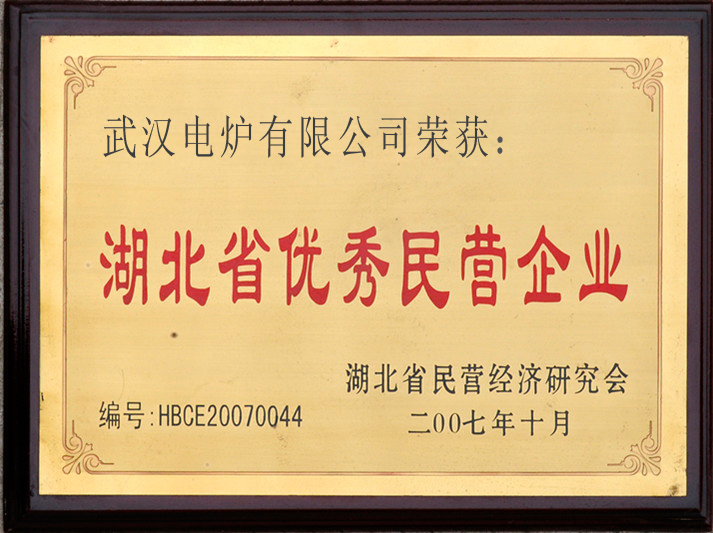 武汉电炉有限公司荣获：
湖北省优秀民营企业
湖北省民营经济研究会
编号:HBCE20070044
二00七年十月